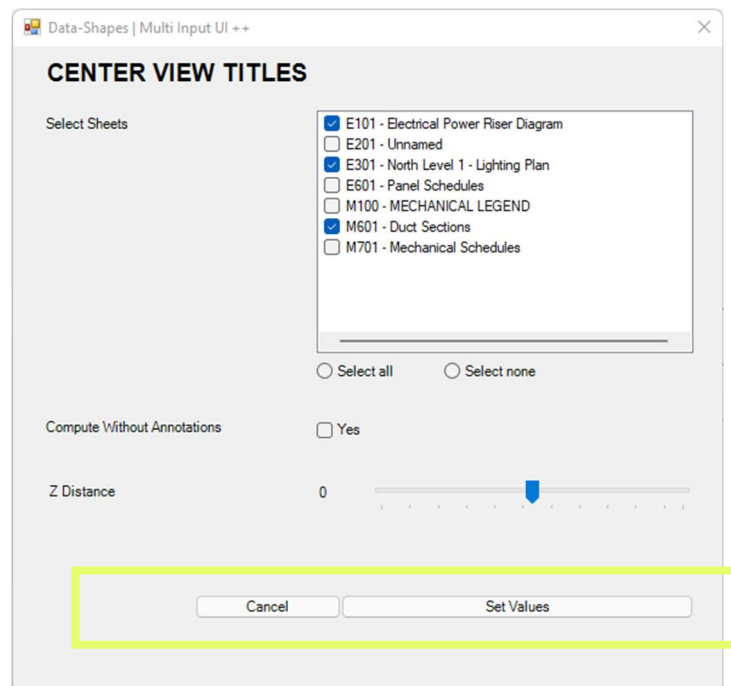 Data-Shapes | Multi Input UI ++
CENTER VIEW TITLES
Select Sheets
E101 - Electrical Power Riser Diagram
E201 - Unnamed
E301 - North Level 1 - Lighting Plan
E601 - Panel Schedules
M100 - MECHANICAL LEGEND
M601 - Duct Sections
M701 - Mechanical Schedules
Select all Select none
Compute Without Annotations Yes
Z Distance 0
Cancel Set Values